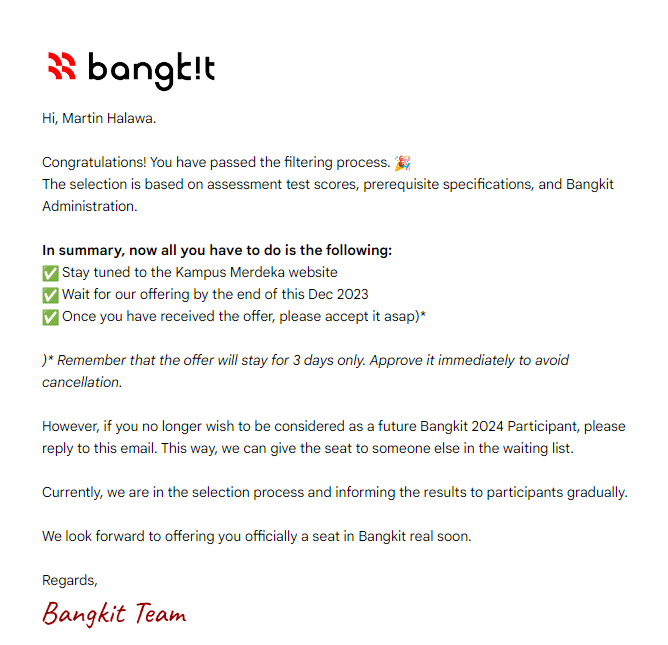 bangk!t
Hi, Martin Halawa.
Congratulations! You have passed the filtering process. 🎉
The selection is based on assessment test scores, prerequisite specifications, and Bangkit
Administration.
In summary, now all you have to do is the following:
✅ Stay tuned to the Kampus Merdeka website
✅ Wait for our offering by the end of this Dec 2023
✅ Once you have received the offer, please accept it asap)*
)* Remember that the offer will stay for 3 days only. Approve it immediately to avoid
cancellation.
However, if you no longer wish to be considered as a future Bangkit 2024 Participant, please
reply to this email. This way, we can give the seat to someone else in the waiting list.
Currently, we are in the selection process and informing the results to participants gradually.
We look forward to offering you officially a seat in Bangkit real soon.
Regards,
Bangkit Team